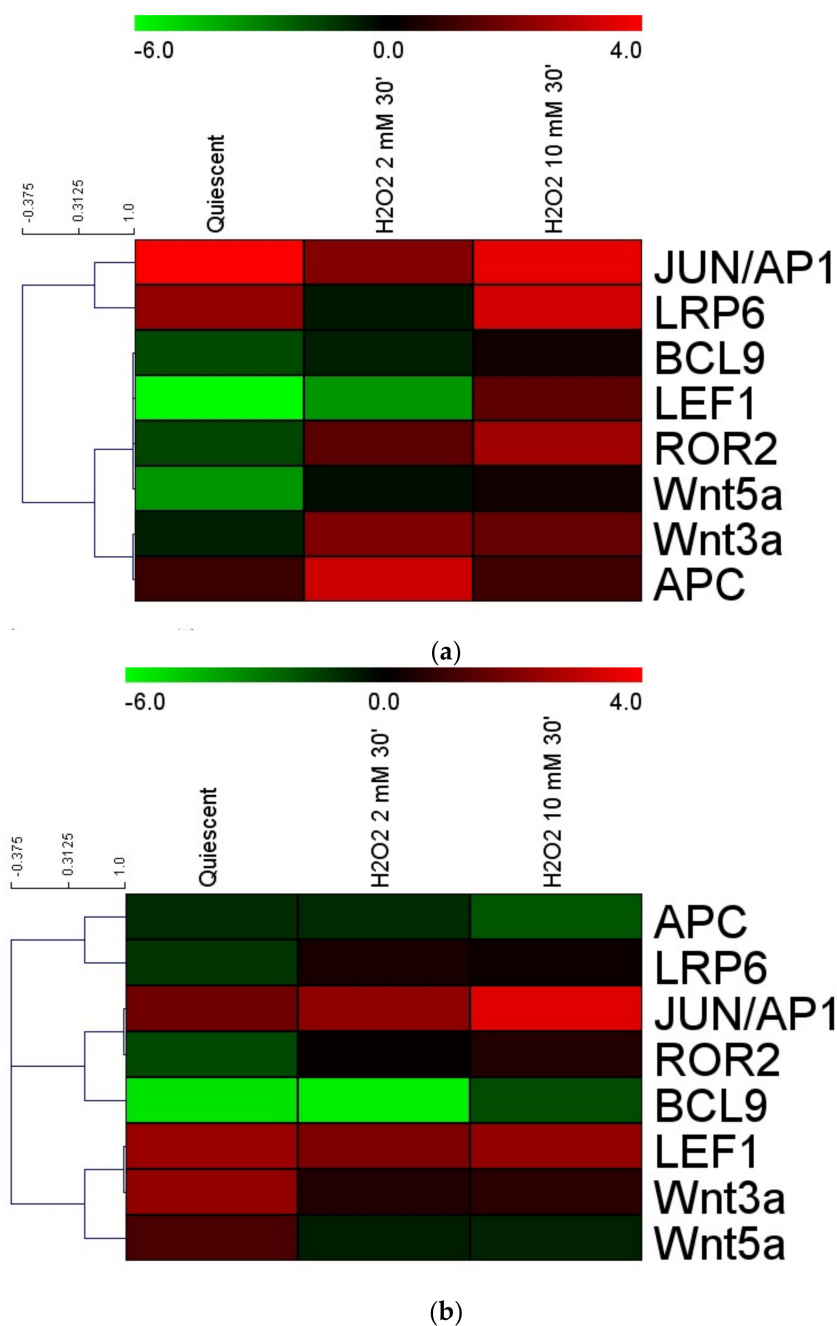 -6.0 0.0 4.0
Quiescent
H2O2 2 mM 30'
H2O2 10 mM 30'
-0.375
0.3125
1.0
JUN/AP1
LRP6
BCL9
LEF1
ROR2
Wnt5a
Wnt3a
APC
(a)
-6.0 0.0 4.0
Quiescent
H2O2 2 mM 30'
H2O2 10 mM 30'
-0.375
0.3125
1.0
APC
LRP6
JUN/AP1
ROR2
BCL9
LEF1
Wnt3a
Wnt5a
(b)